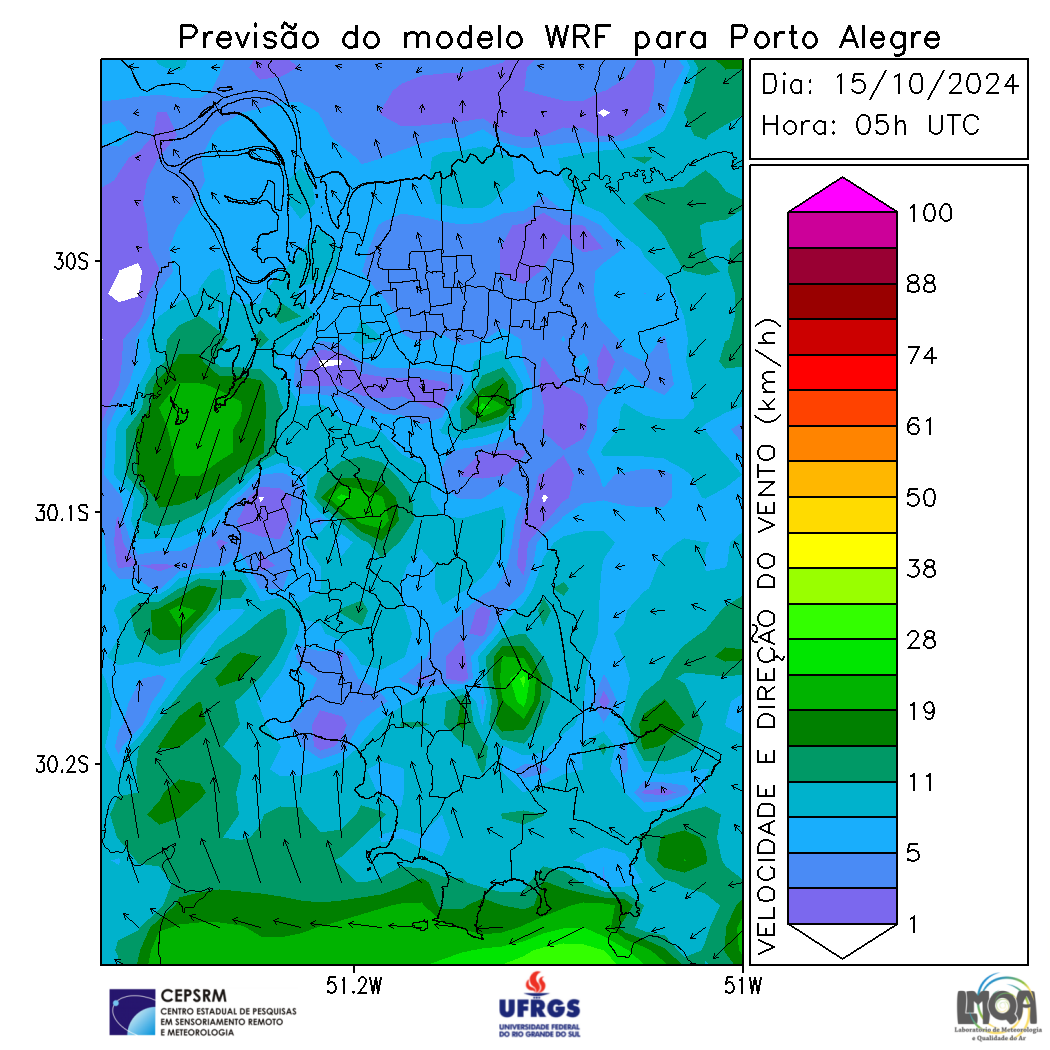 Previsão do modelo WRF para Porto Alegre
Dia: 15/10/2024
Hora: 05h UTC
30S
30.1S
30.2S
51.2W
51W
VELOCIDADE E DIREÇÃO DO VENTO (km/h)
100
88
74
61
50
38
28
19
11
5
1
CEPSRM
CENTRO ESTADUAL DE PESQUISAS
EM SENSORIAMENTO REMOTO
E METEOROLOGIA
UFRGS
UNIVERSIDADE FEDERAL
DO RIO GRANDE DO SUL
LMQA
Laboratório de Meteorologia
e Qualidade do Ar